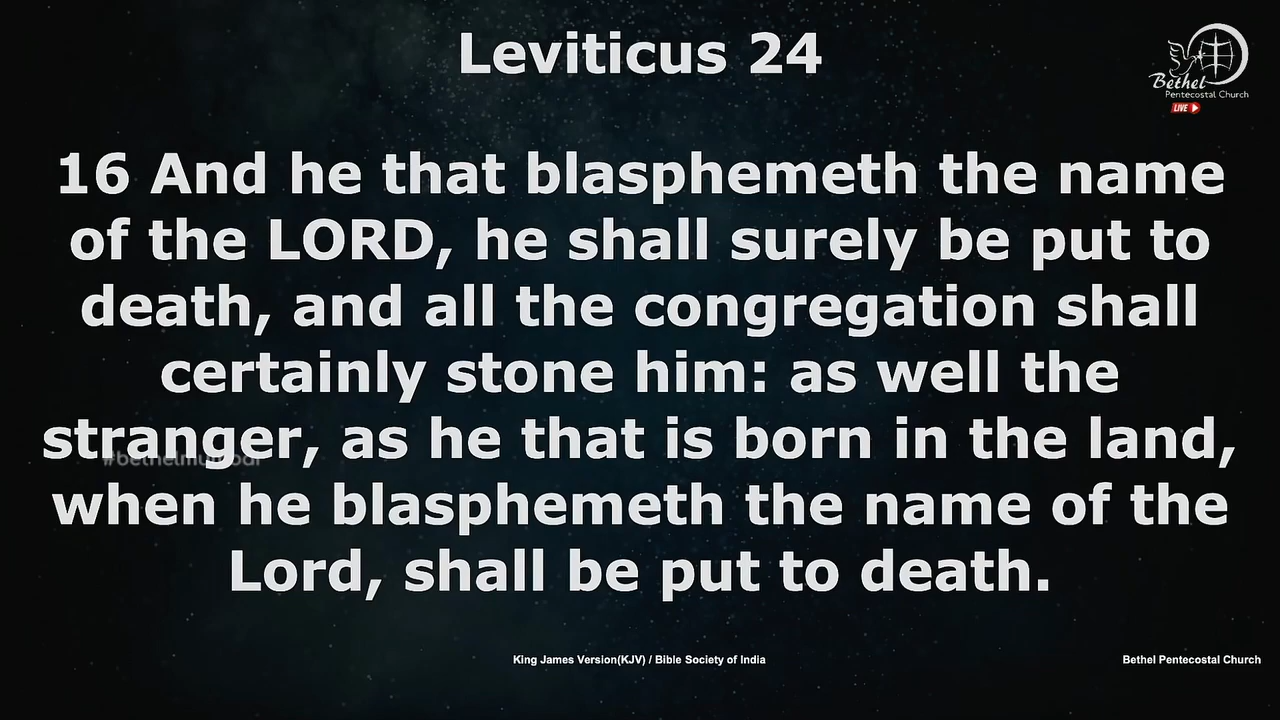 Leviticus 24
Bethel
Pentecostal Church
LIVE
16 And he that blasphemeth the name
of the LORD, he shall surely be put to
death, and all the congregation shall
certainly stone him: as well the
stranger, as he that is born in the land,
when he blasphemeth the name of the
Lord, shall be put to death.
King James Version(KJV) / Bible Society of India
Bethel Pentecostal Church